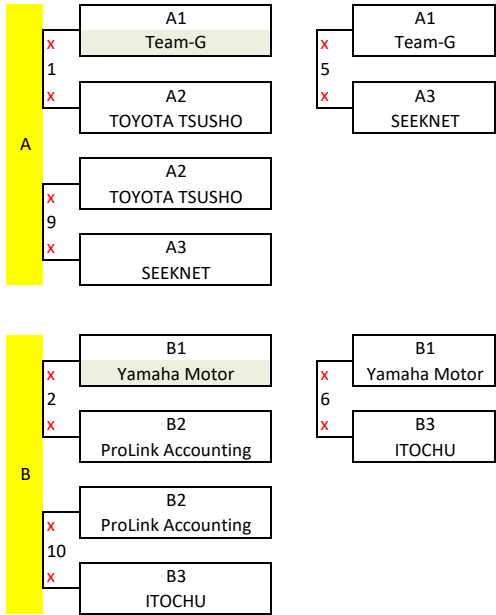 A1
Team-G
x
1
x
A2
TOYOTA TSUSHO
A1
Team-G
x
5
x
A3
SEEKNET
A
A2
TOYOTA TSUSHO
x
9
x
A3
SEEKNET
B1
Yamaha Motor
x
2
x
B2
ProLink Accounting
B1
Yamaha Motor
x
6
x
B3
ITOCHU
B
B2
ProLink Accounting
x
10
x
B3
ITOCHU